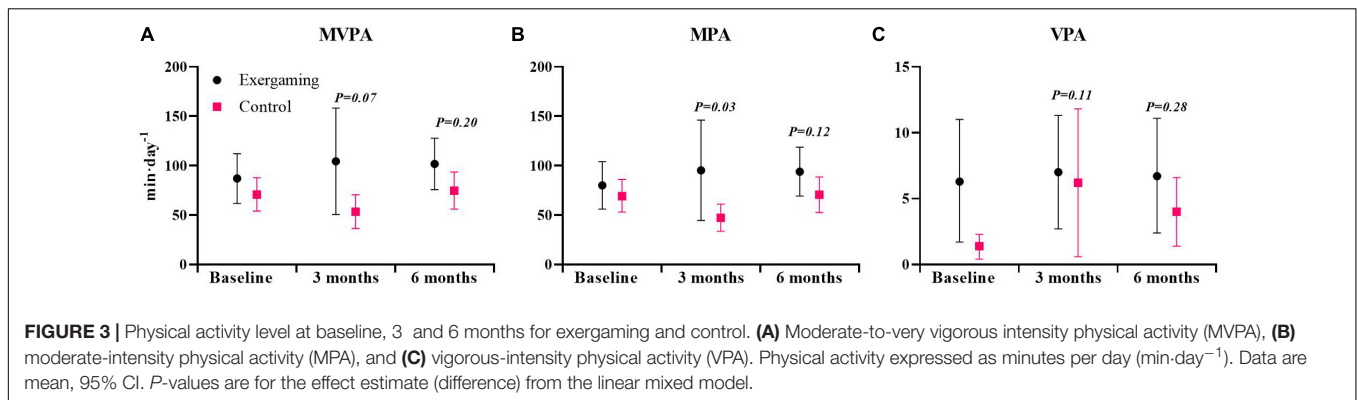 A MVPA B MPA C VPA
200
150
100
50
0
min·day⁻¹
Exergaming
Control
P=0.07
P=0.20
Baseline 3 months 6 months
200
150
100
50
0
P=0.03
P=0.12
Baseline 3 months 6 months
15
10
5
0
P=0.11
P=0.28
Baseline 3 months 6 months
FIGURE 3 | Physical activity level at baseline, 3 and 6 months for exergaming and control. (A) Moderate-to-very vigorous intensity physical activity (MVPA), (B)
moderate-intensity physical activity (MPA), and (C) vigorous-intensity physical activity (VPA). Physical activity expressed as minutes per day (min·day⁻¹). Data are
mean, 95% CI. P-values are for the effect estimate (difference) from the linear mixed model.